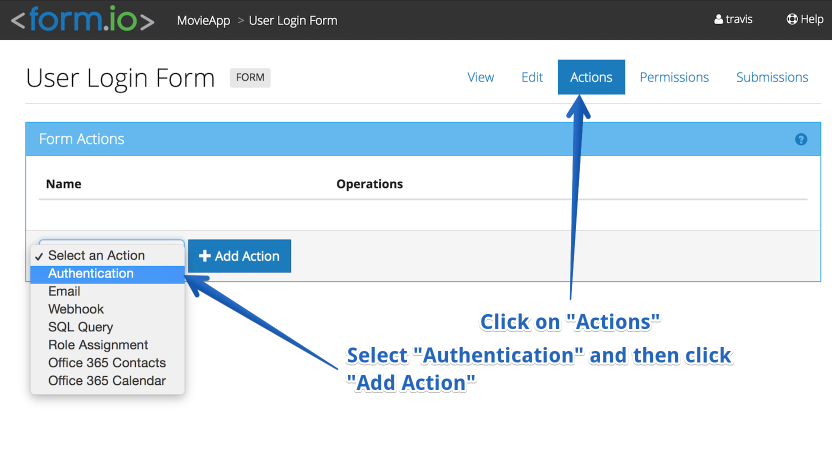 <form.io> MovieApp > User Login Form travis Help
User Login Form FORM View Edit Actions Permissions Submissions
Form Actions ?
Name Operations
✓ Select an Action
+ Add Action
Authentication
Email
Webhook
SQL Query
Role Assignment
Office 365 Contacts
Office 365 Calendar
Click on "Actions"
Select "Authentication" and then click
"Add Action"